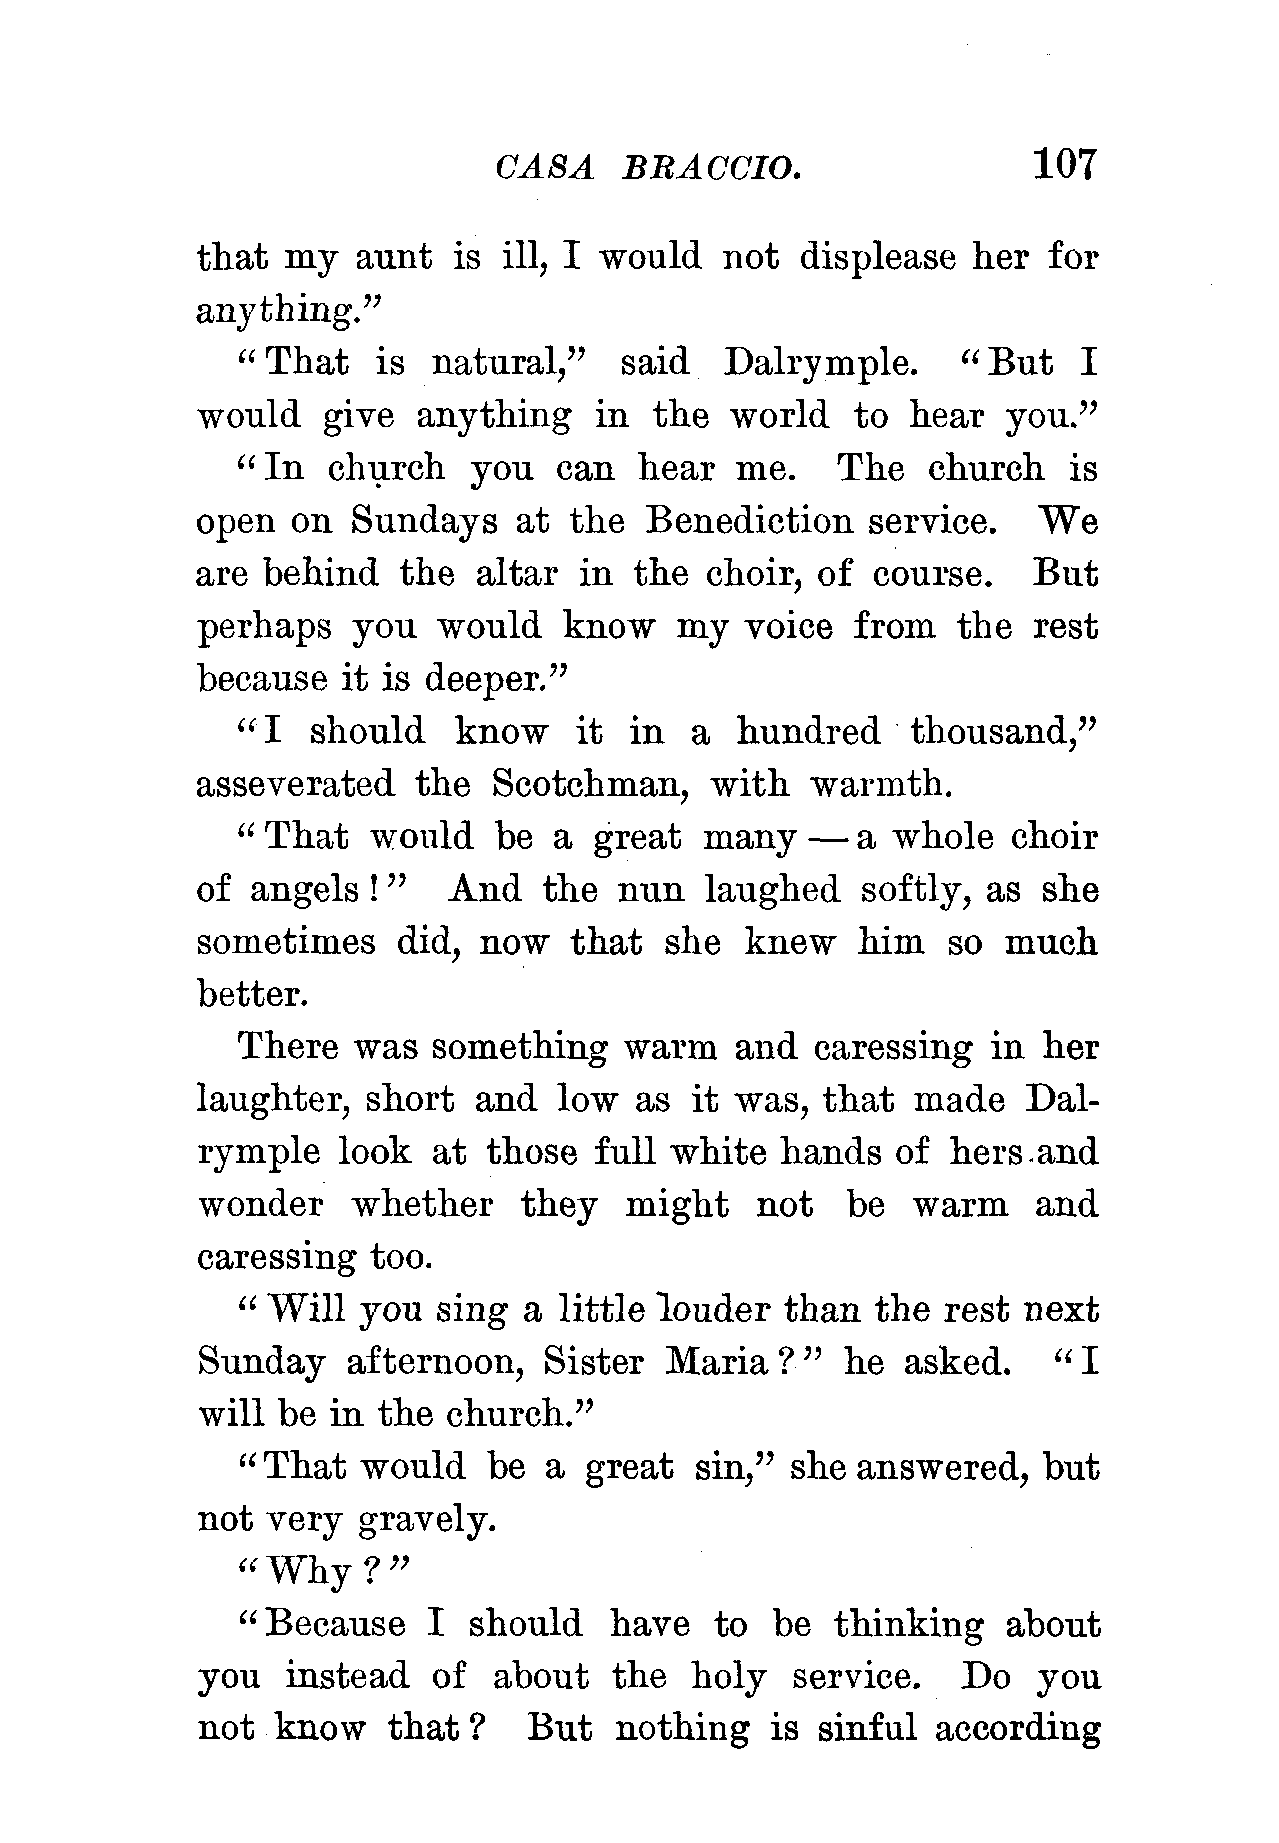 CASA BRACCIO. 107
that my aunt is ill, I would not displease her for
anything.”
“That is natural,” said Dalrymple. “But I
would give anything in the world to hear you.”
“In church you can hear me. The church is
open on Sundays at the Benediction service. We
are behind the altar in the choir, of course. But
perhaps you would know my voice from the rest
because it is deeper.”
“I should know it in a hundred thousand,”
asseverated the Scotchman, with warmth.
“That would be a great many — a whole choir
of angels!” And the nun laughed softly, as she
sometimes did, now that she knew him so much
better.
There was something warm and caressing in her
laughter, short and low as it was, that made Dal-
rymple look at those full white hands of hers and
wonder whether they might not be warm and
caressing too.
“Will you sing a little louder than the rest next
Sunday afternoon, Sister Maria?” he asked. “I
will be in the church.”
“That would be a great sin,” she answered, but
not very gravely.
“Why?”
“Because I should have to be thinking about
you instead of about the holy service. Do you
not know that? But nothing is sinful according